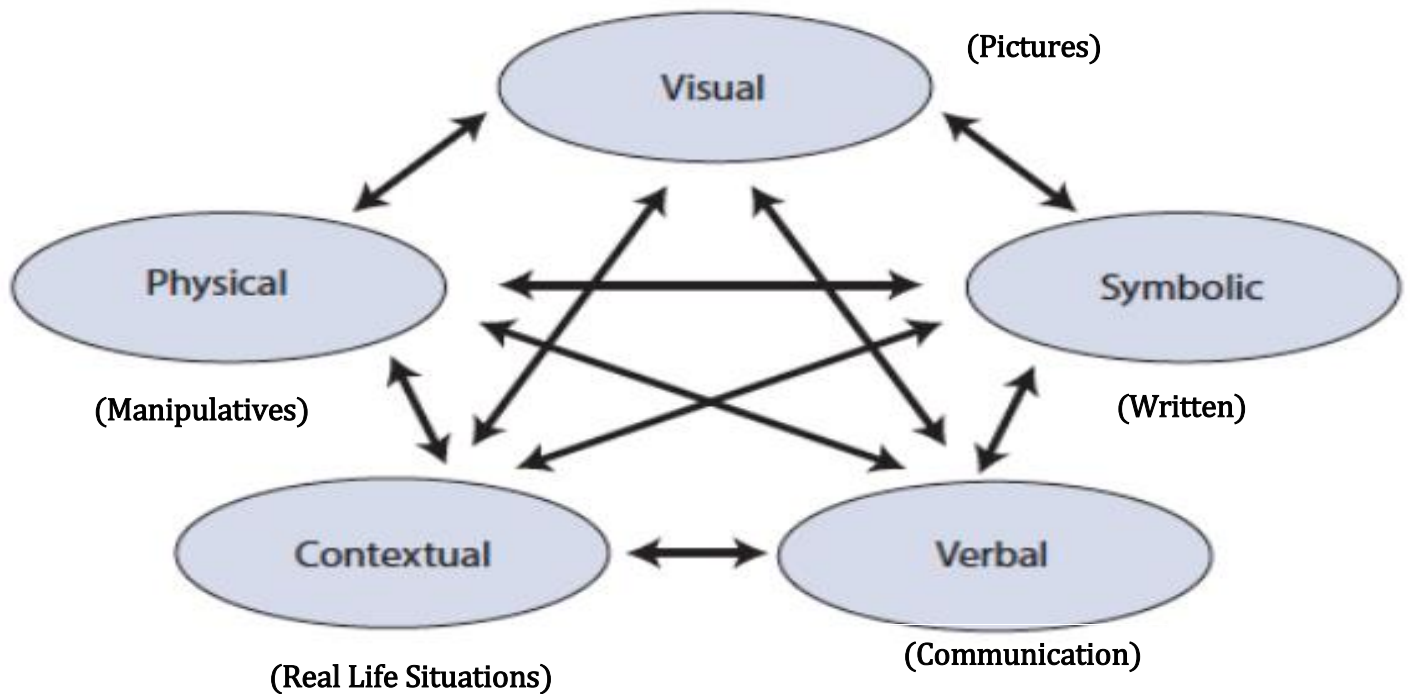 Visual
(Pictures)
Physical
(Manipulatives)
Symbolic
(Written)
Contextual
(Real Life Situations)
Verbal
(Communication)